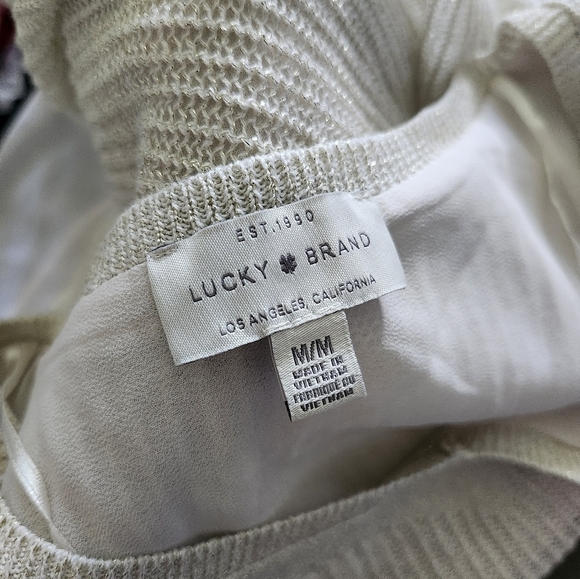 EST.1990
LUCKY BRAND
LOS ANGELES, CALIFORNIA
M/M
MADE IN
VIETNAM
FABRIQUÉ AU
VIETNAM